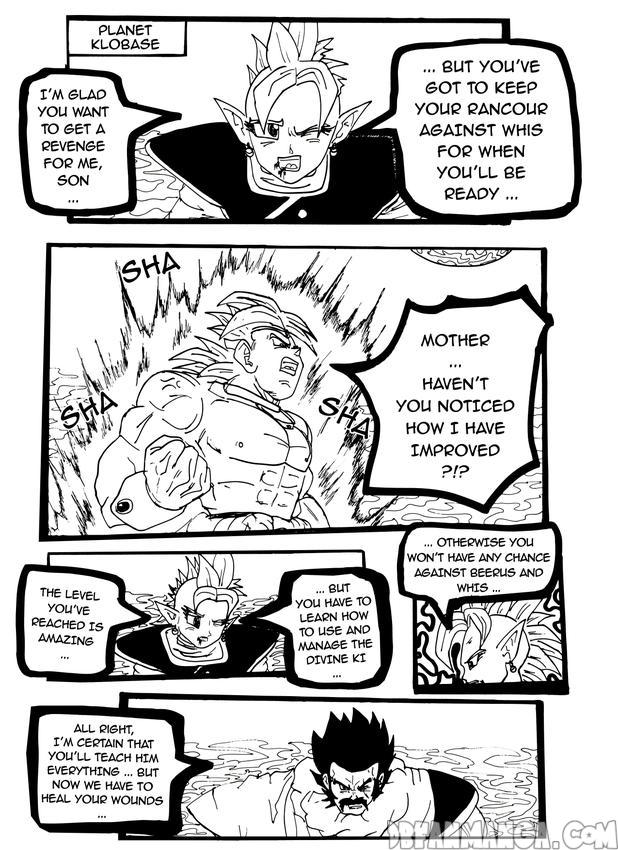 PLANET
KLOBASE
I'M GLAD
YOU WANT
TO GET A
REVENGE
FOR ME,
SON
...
... BUT YOU'VE
GOT TO KEEP
YOUR RANCOUR
AGAINST WHIS
FOR WHEN
YOU'LL BE
READY ...
SHA
SHA
SHA
MOTHER
...
HAVEN'T
YOU NOTICED
HOW I HAVE
IMPROVED
?!?
THE LEVEL
YOU'VE
REACHED IS
AMAZING
...
... BUT
YOU HAVE TO
LEARN HOW
TO USE AND
MANAGE THE
DIVINE KI
...
... OTHERWISE YOU
WON'T HAVE ANY CHANCE
AGAINST BEERUS AND
WHIS ...
ALL RIGHT,
I'M CERTAIN THAT
YOU'LL TEACH HIM
EVERYTHING ... BUT
NOW WE HAVE TO
HEAL YOUR WOUNDS
...
DBFANMANGA.COM